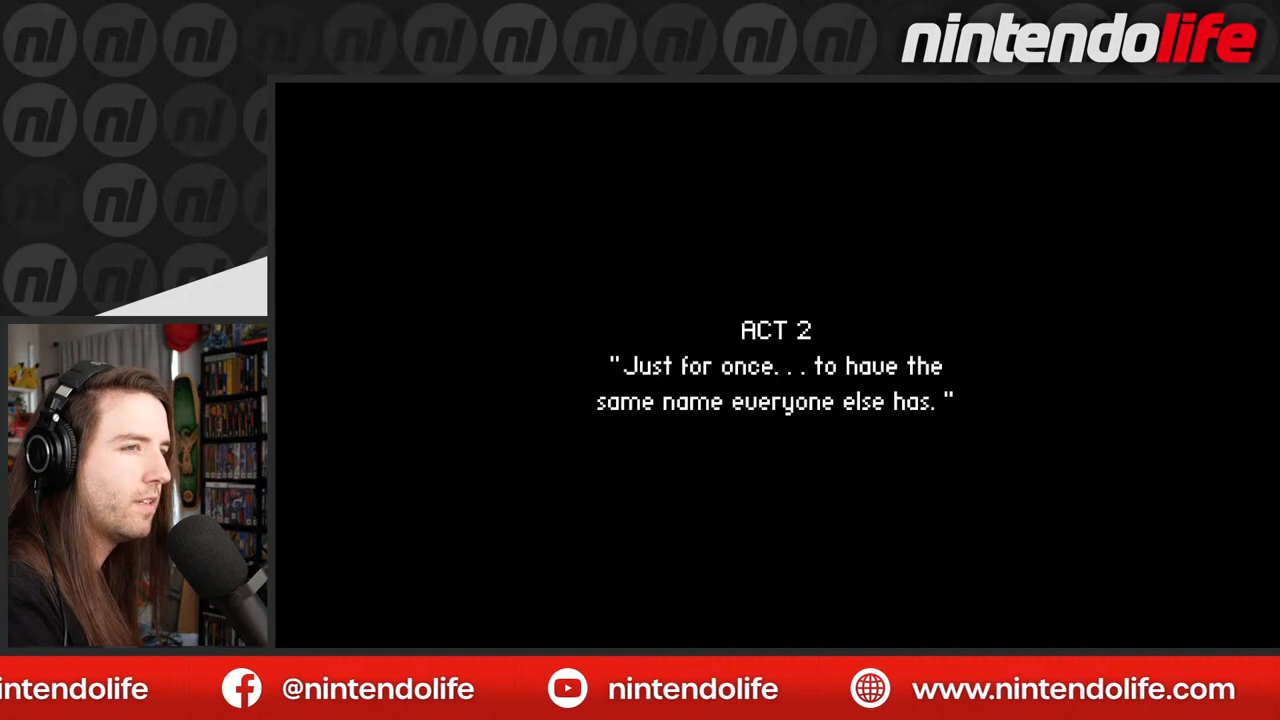 nintendolife
ACT 2
"Just for once... to have the
same name everyone else has."
intendolife
@nintendolife
nintendolife
www.nintendolife.com